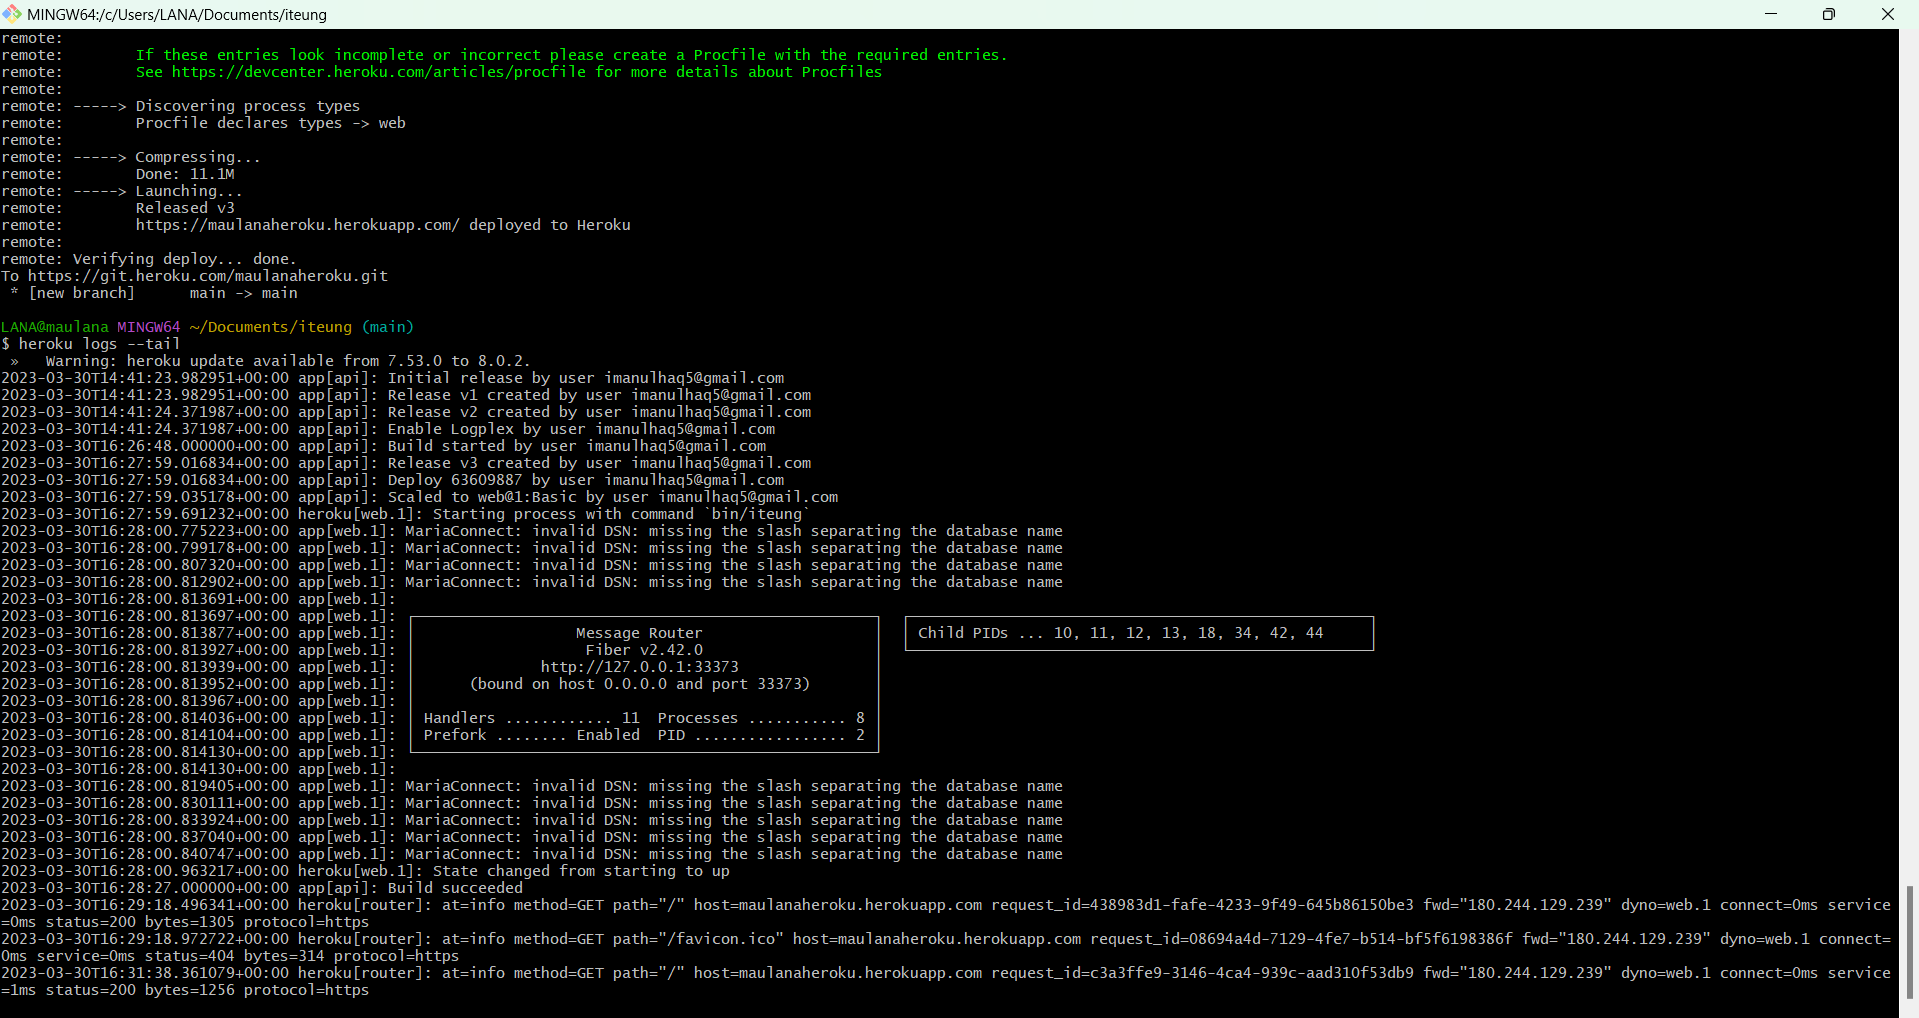 MINGW64:/c/Users/LANA/Documents/iteung
remote:
remote:        If these entries look incomplete or incorrect please create a Procfile with the required entries.
remote:        See https://devcenter.heroku.com/articles/procfile for more details about Procfiles
remote:
remote: -----> Discovering process types
remote:        Procfile declares types -> web
remote:
remote: -----> Compressing...
remote:        Done: 11.1M
remote: -----> Launching...
remote:        Released v3
remote:        https://maulanaheroku.herokuapp.com/ deployed to Heroku
remote:
remote: Verifying deploy... done.
To https://git.heroku.com/maulanaheroku.git
 * [new branch]      main -> main
LANA@maulana MINGW64 ~/Documents/iteung (main)
$ heroku logs --tail
 »   Warning: heroku update available from 7.53.0 to 8.0.2.
2023-03-30T14:41:23.982951+00:00 app[api]: Initial release by user imanulhaq5@gmail.com
2023-03-30T14:41:23.982951+00:00 app[api]: Release v1 created by user imanulhaq5@gmail.com
2023-03-30T14:41:24.371987+00:00 app[api]: Release v2 created by user imanulhaq5@gmail.com
2023-03-30T14:41:24.371987+00:00 app[api]: Enable Logplex by user imanulhaq5@gmail.com
2023-03-30T16:26:48.000000+00:00 app[api]: Build started by user imanulhaq5@gmail.com
2023-03-30T16:27:59.016834+00:00 app[api]: Release v3 created by user imanulhaq5@gmail.com
2023-03-30T16:27:59.016834+00:00 app[api]: Deploy 63609887 by user imanulhaq5@gmail.com
2023-03-30T16:27:59.035178+00:00 app[api]: Scaled to web@1:Basic by user imanulhaq5@gmail.com
2023-03-30T16:27:59.691232+00:00 heroku[web.1]: Starting process with command `bin/iteung`
2023-03-30T16:28:00.775223+00:00 app[web.1]: MariaConnect: invalid DSN: missing the slash separating the database name
2023-03-30T16:28:00.799178+00:00 app[web.1]: MariaConnect: invalid DSN: missing the slash separating the database name
2023-03-30T16:28:00.807320+00:00 app[web.1]: MariaConnect: invalid DSN: missing the slash separating the database name
2023-03-30T16:28:00.812902+00:00 app[web.1]: MariaConnect: invalid DSN: missing the slash separating the database name
2023-03-30T16:28:00.813691+00:00 app[web.1]:
2023-03-30T16:28:00.813697+00:00 app[web.1]:
2023-03-30T16:28:00.813877+00:00 app[web.1]: Message Router Child PIDs ... 10, 11, 12, 13, 18, 34, 42, 44
2023-03-30T16:28:00.813927+00:00 app[web.1]: Fiber v2.42.0
2023-03-30T16:28:00.813939+00:00 app[web.1]: http://127.0.0.1:33373
2023-03-30T16:28:00.813952+00:00 app[web.1]: (bound on host 0.0.0.0 and port 33373)
2023-03-30T16:28:00.813967+00:00 app[web.1]:
2023-03-30T16:28:00.814036+00:00 app[web.1]: Handlers ............ 11  Processes ........... 8
2023-03-30T16:28:00.814104+00:00 app[web.1]: Prefork ........ Enabled  PID ................. 2
2023-03-30T16:28:00.814130+00:00 app[web.1]:
2023-03-30T16:28:00.814130+00:00 app[web.1]:
2023-03-30T16:28:00.819405+00:00 app[web.1]: MariaConnect: invalid DSN: missing the slash separating the database name
2023-03-30T16:28:00.830111+00:00 app[web.1]: MariaConnect: invalid DSN: missing the slash separating the database name
2023-03-30T16:28:00.833924+00:00 app[web.1]: MariaConnect: invalid DSN: missing the slash separating the database name
2023-03-30T16:28:00.837040+00:00 app[web.1]: MariaConnect: invalid DSN: missing the slash separating the database name
2023-03-30T16:28:00.840747+00:00 app[web.1]: MariaConnect: invalid DSN: missing the slash separating the database name
2023-03-30T16:28:00.963217+00:00 heroku[web.1]: State changed from starting to up
2023-03-30T16:28:27.000000+00:00 app[api]: Build succeeded
2023-03-30T16:29:18.496341+00:00 heroku[router]: at=info method=GET path="/" host=maulanaheroku.herokuapp.com request_id=438983d1-fafe-4233-9f49-645b86150be3 fwd="180.244.129.239" dyno=web.1 connect=0ms service
=0ms status=200 bytes=1305 protocol=https
2023-03-30T16:29:18.972722+00:00 heroku[router]: at=info method=GET path="/favicon.ico" host=maulanaheroku.herokuapp.com request_id=08694a4d-7129-4fe7-b514-bf5f6198386f fwd="180.244.129.239" dyno=web.1 connect=
0ms service=0ms status=404 bytes=314 protocol=https
2023-03-30T16:31:38.361079+00:00 heroku[router]: at=info method=GET path="/" host=maulanaheroku.herokuapp.com request_id=c3a3ffe9-3146-4ca4-939c-aad310f53db9 fwd="180.244.129.239" dyno=web.1 connect=0ms service
=1ms status=200 bytes=1256 protocol=https